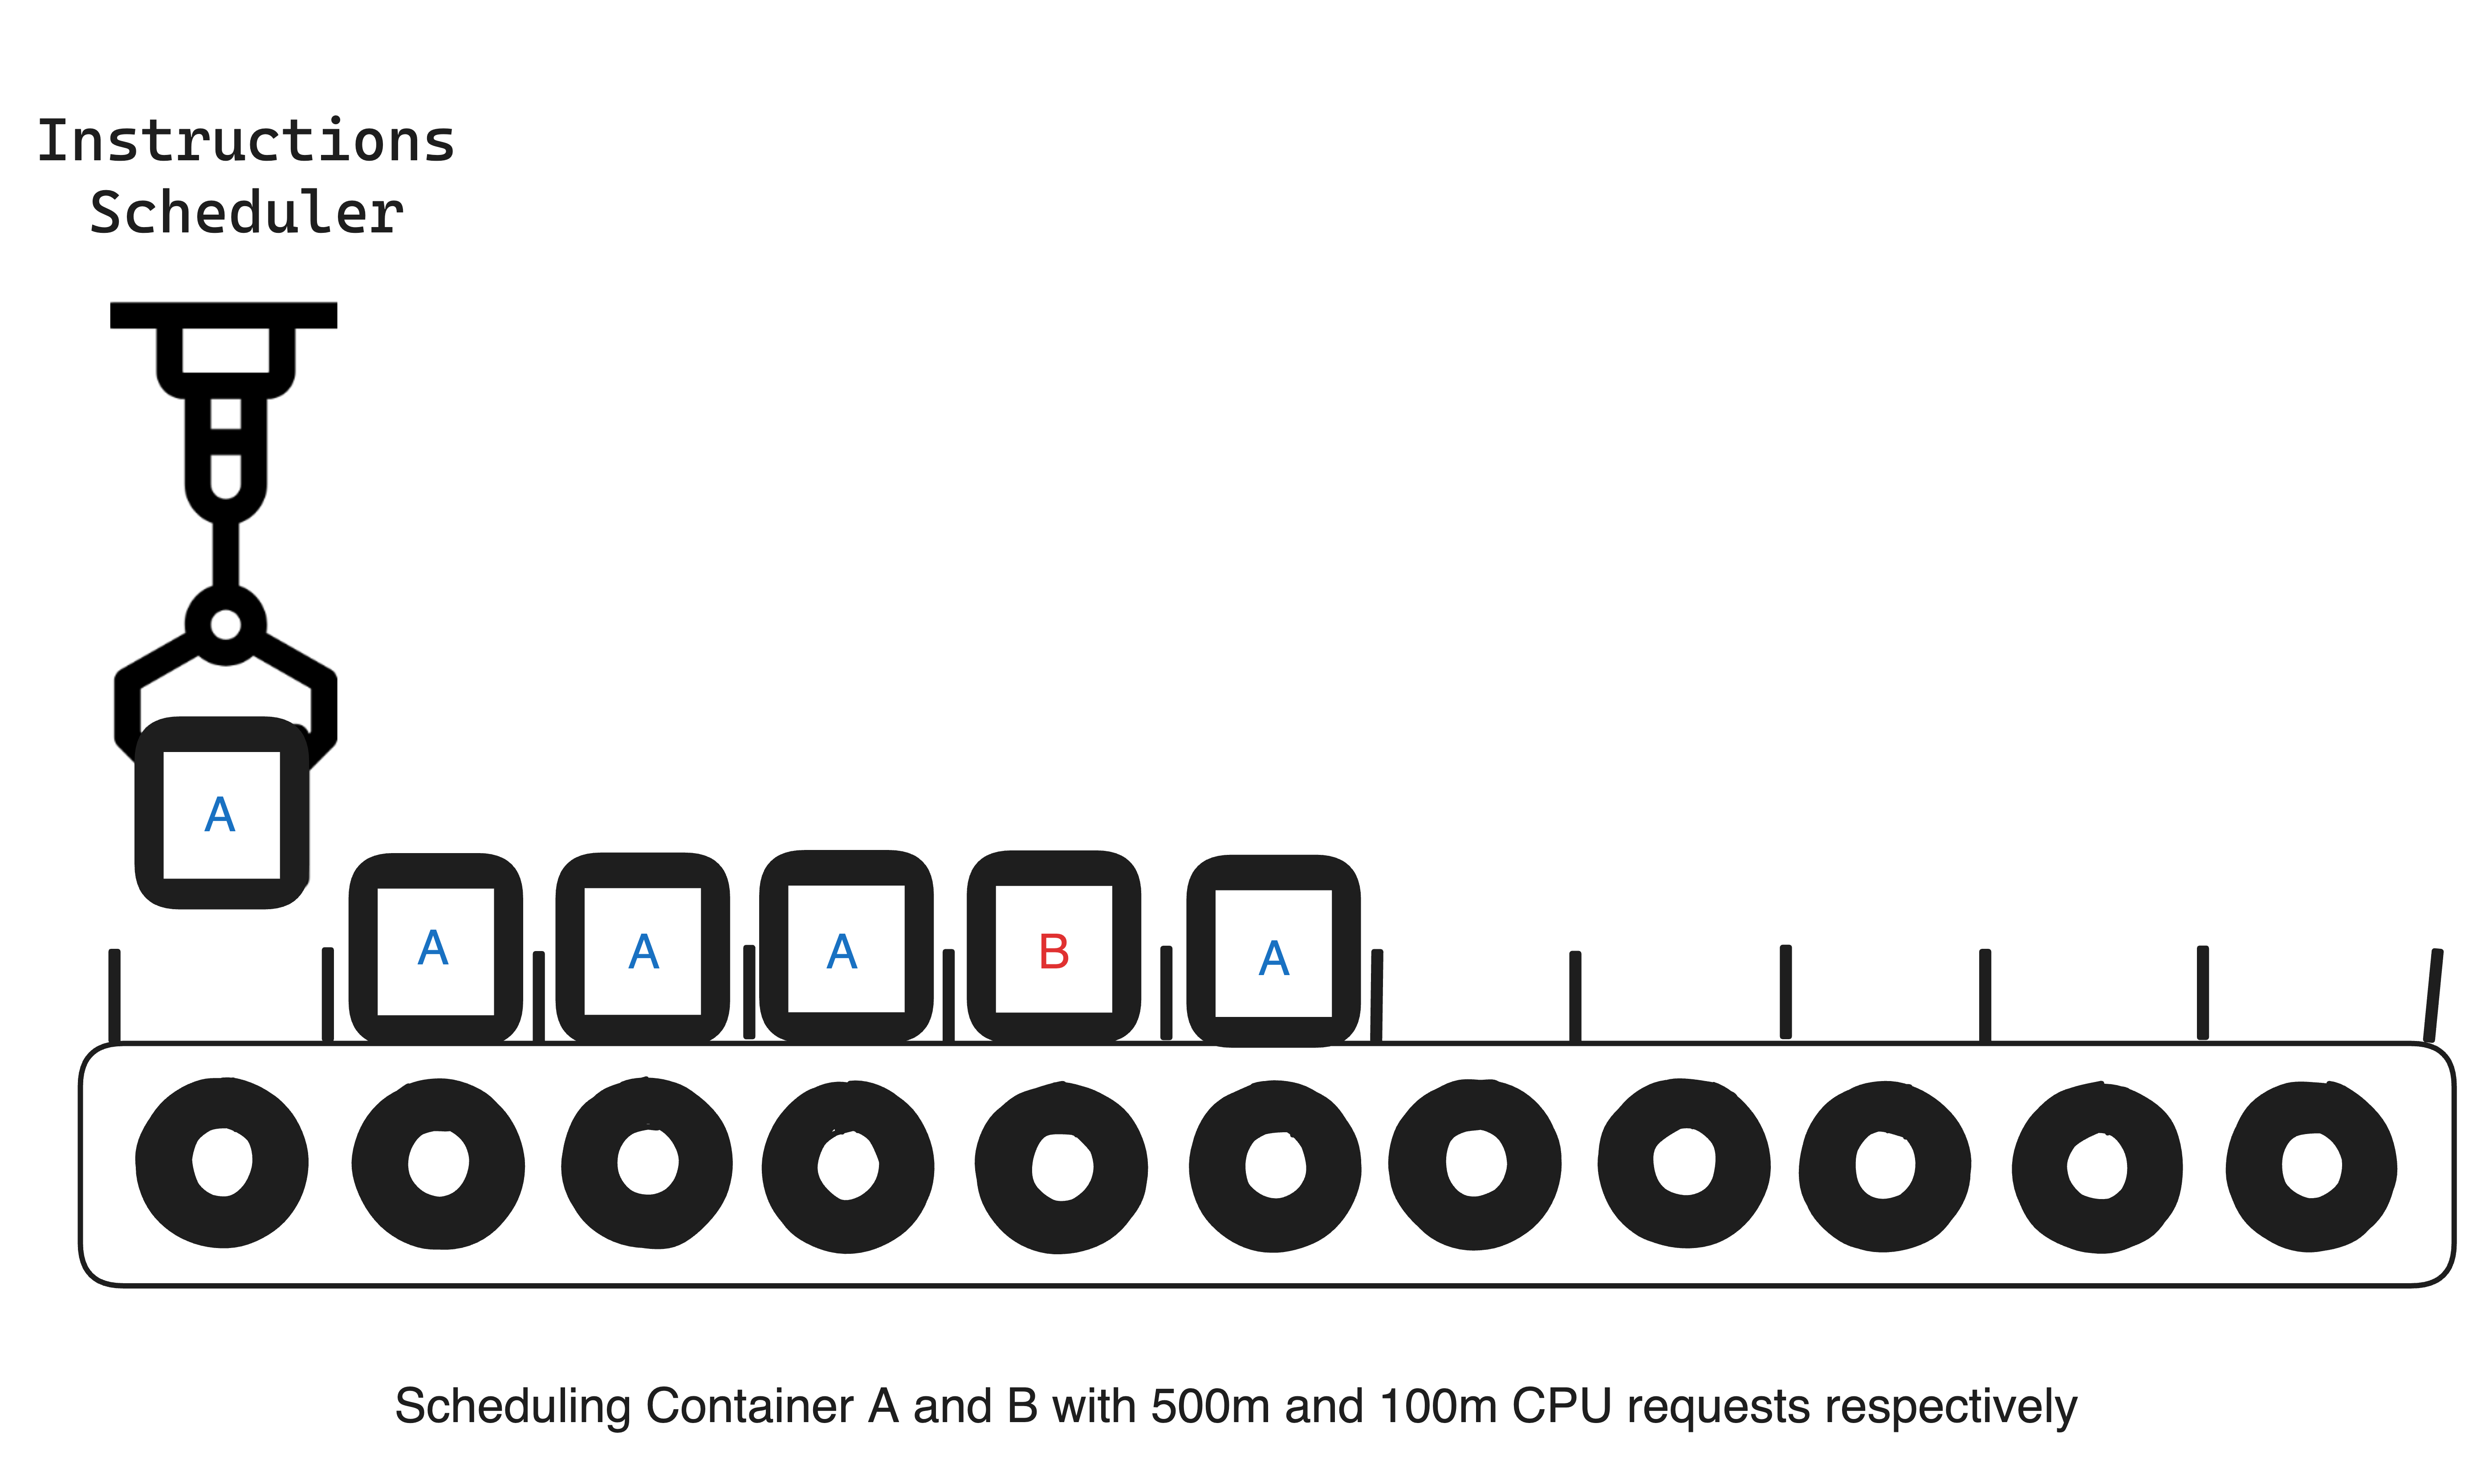 Instructions
Scheduler
A
A
A
A
B
A
Scheduling Container A and B with 500m and 100m CPU requests respectively